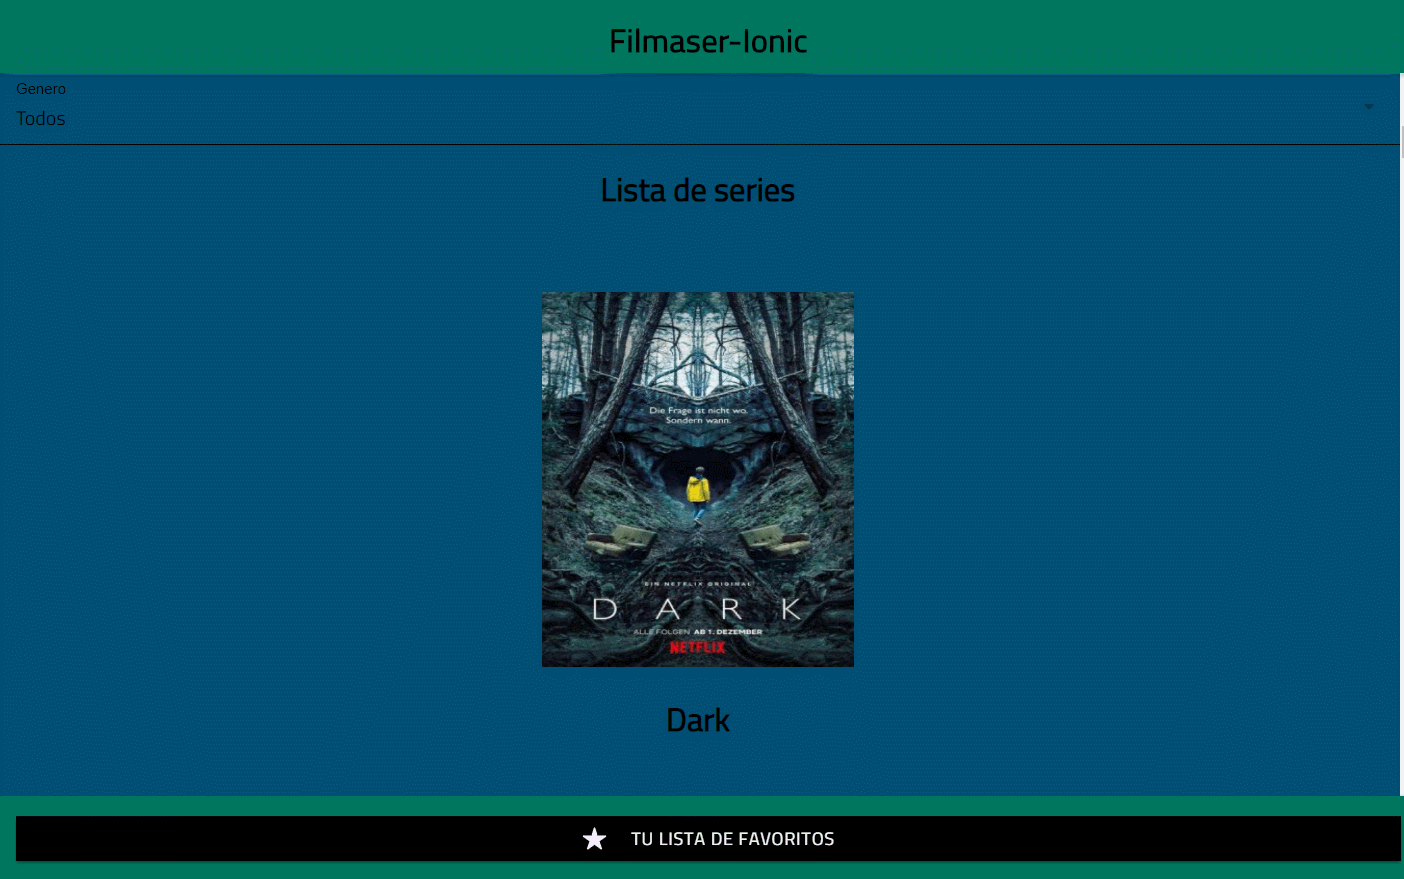 Filmaser-Ionic
Genero
Todos
Lista de series
Die Frage ist nicht wo.
Sondern wann.
EIN NETFLIX ORIGINAL
DARK
ALLE FOLGEN AB 1. DEZEMBER
NETFLIX
Dark
TU LISTA DE FAVORITOS